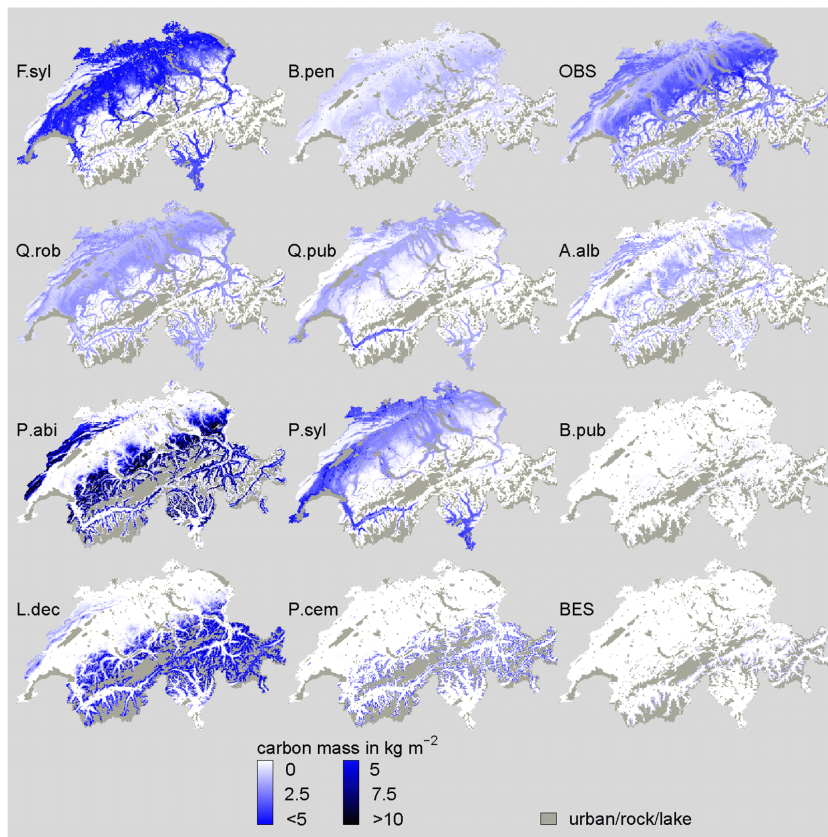 F.syl
B.pen
OBS
Q.rob
Q.pub
A.alb
P.abi
P.syl
B.pub
L.dec
P.cem
BES
carbon mass in kg m⁻²
0 5
2.5 7.5
<5 >10
urban/rock/lake